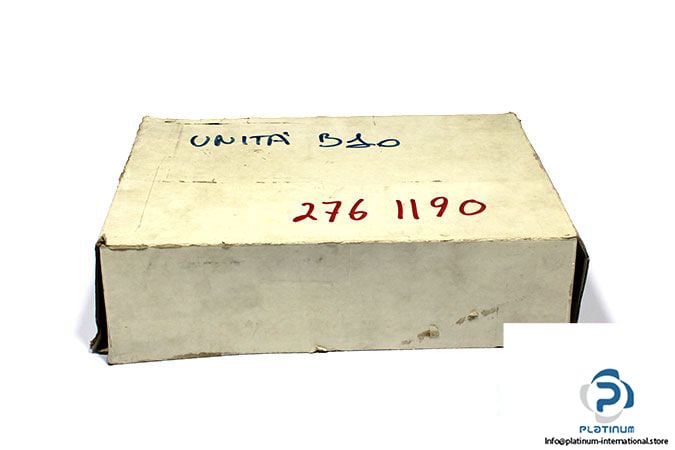 UNITÀ B10
276 1190
PLATINUM
Info@platinum-international.store